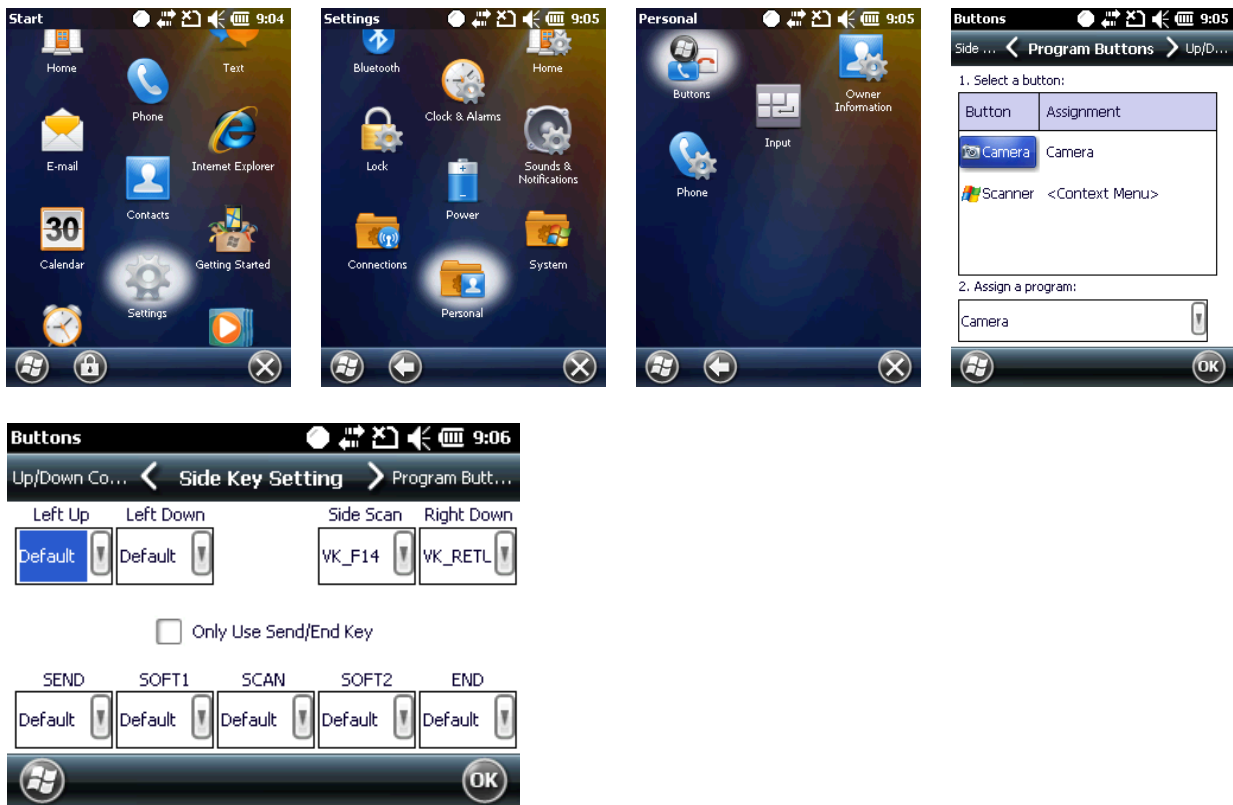 Start 9:04
Home
Text
Phone
E-mail
Internet Explorer
Contacts
30
Calendar
Getting Started
Settings
Settings 9:05
Bluetooth
Home
Clock & Alarms
Lock
Sounds &
Notifications
Power
Connections
System
Personal
Personal 9:05
Buttons
Owner
Information
Input
Phone
Buttons 9:05
Side ... Program Buttons Up/D...
1. Select a button:
Button Assignment
Camera Camera
Scanner <Context Menu>
2. Assign a program:
Camera
OK
Buttons 9:06
Up/Down Co... Side Key Setting Program Butt...
Left Up Left Down Side Scan Right Down
Default Default VK_F14 VK_RETL
Only Use Send/End Key
SEND SOFT1 SCAN SOFT2 END
Default Default Default Default Default
OK